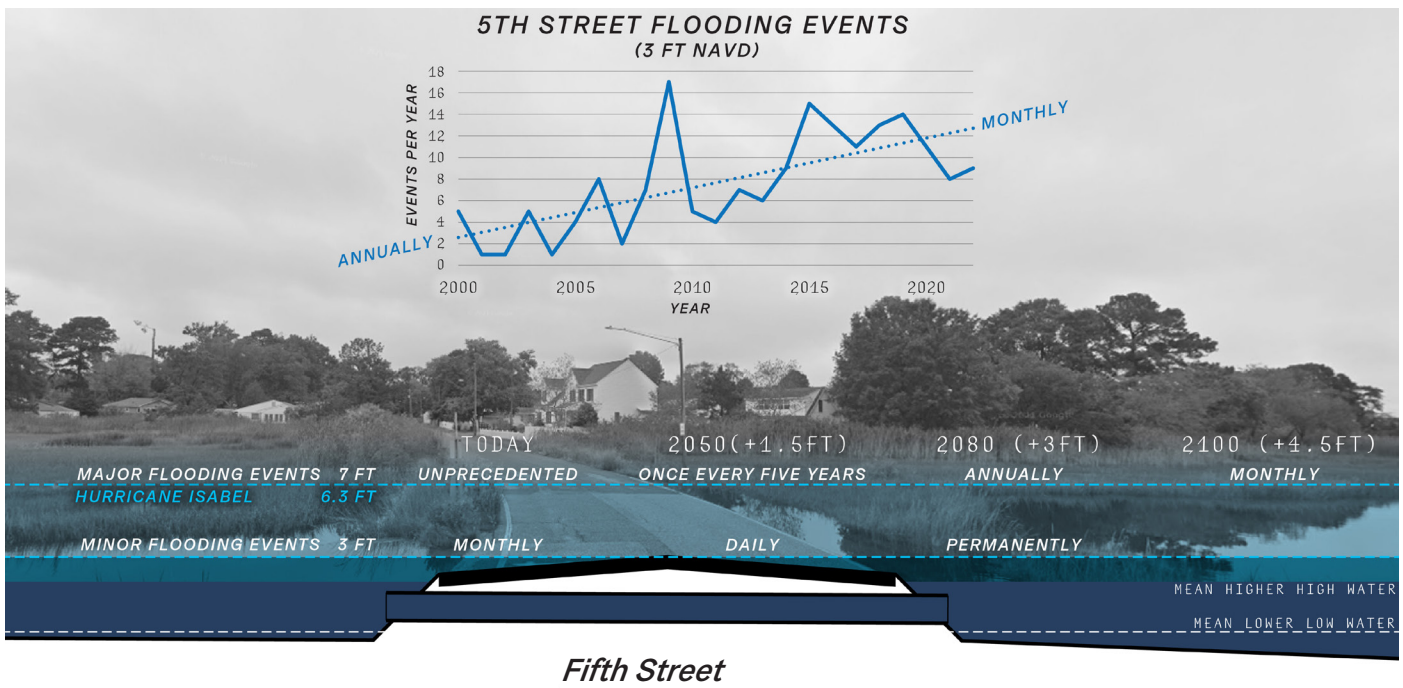 5TH STREET FLOODING EVENTS
(3 FT NAVD)
EVENTS PER YEAR
18
16
14
12
10
8
6
4
2
0
ANNUALLY
MONTHLY
2000 2005 2010 2015 2020
YEAR
TODAY 2050(+1.5FT) 2080 (+3FT) 2100 (+4.5FT)
MAJOR FLOODING EVENTS 7 FT UNPRECEDENTED ONCE EVERY FIVE YEARS ANNUALLY MONTHLY
HURRICANE ISABEL 6.3 FT
MINOR FLOODING EVENTS 3 FT MONTHLY DAILY PERMANENTLY
MEAN HIGHER HIGH WATER
MEAN LOWER LOW WATER
Fifth Street